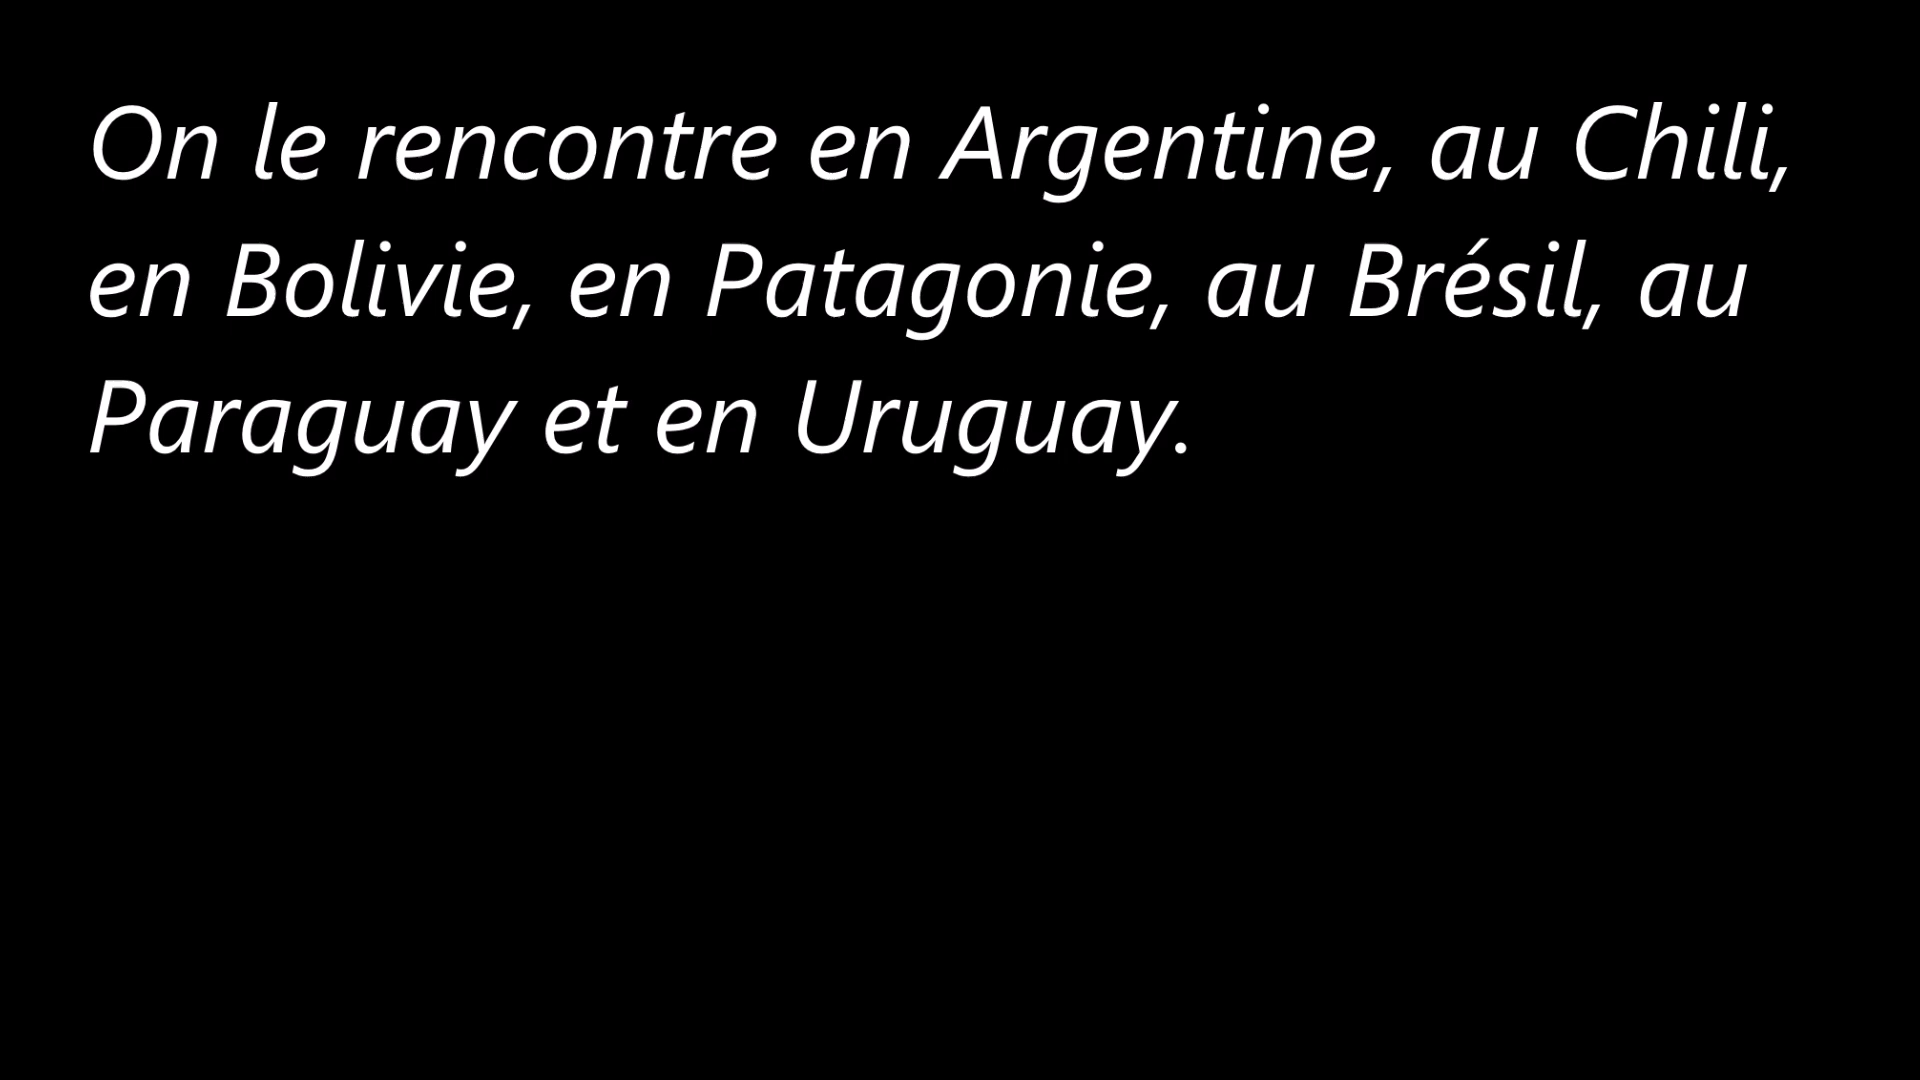 On le rencontre en Argentine, au Chili,
en Bolivie, en Patagonie, au Brésil, au
Paraguay et en Uruguay.